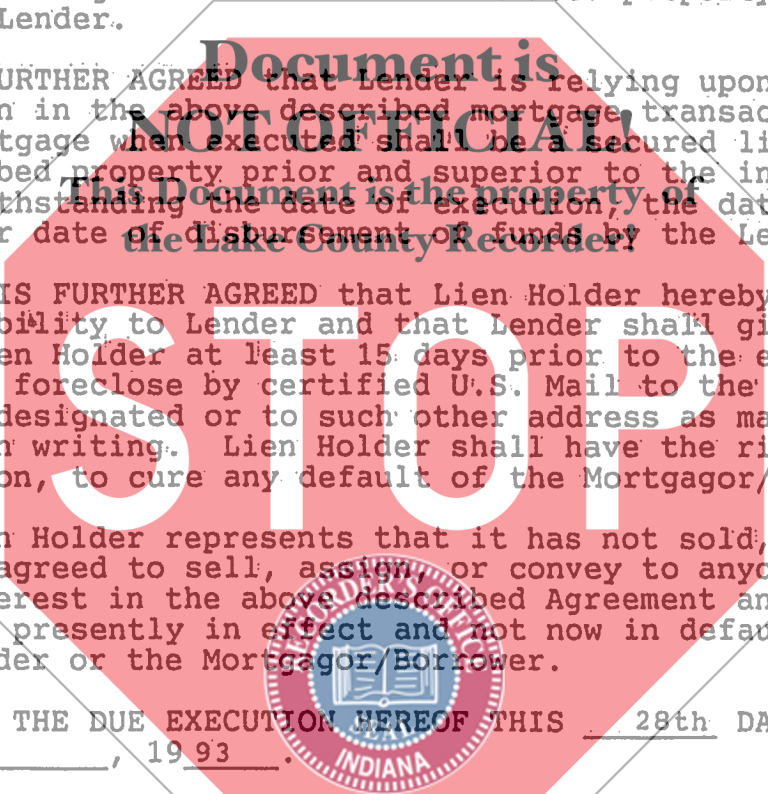 Lender.
Document is
URTHER AGREED that Lender is relying upon
n in the above described mortgage transac
NOT OFFICIAL!
tgage when executed shall be a secured li
bed property prior and superior to the in
This Document is the property of
thstanding the date of execution, the dat
r date of disbursement of funds by the Le
the Lake County Recorder!
IS FURTHER AGREED that Lien Holder hereby
bility to Lender and that Lender shall gi
en Holder at least 15 days prior to the e
foreclose by certified U.S. Mail to the
designated or to such other address as ma
n writing. Lien Holder shall have the ri
on, to cure any default of the Mortgagor/
STOP
n Holder represents that it has not sold,
agreed to sell, assign, or convey to anyo
erest in the above described Agreement an
presently in effect and not now in defau
der or the Mortgagor/Borrower.
RECORDER'S OFFICE
SEAL
INDIANA
THE DUE EXECUTION HEREOF THIS 28th DA
, 1993 .